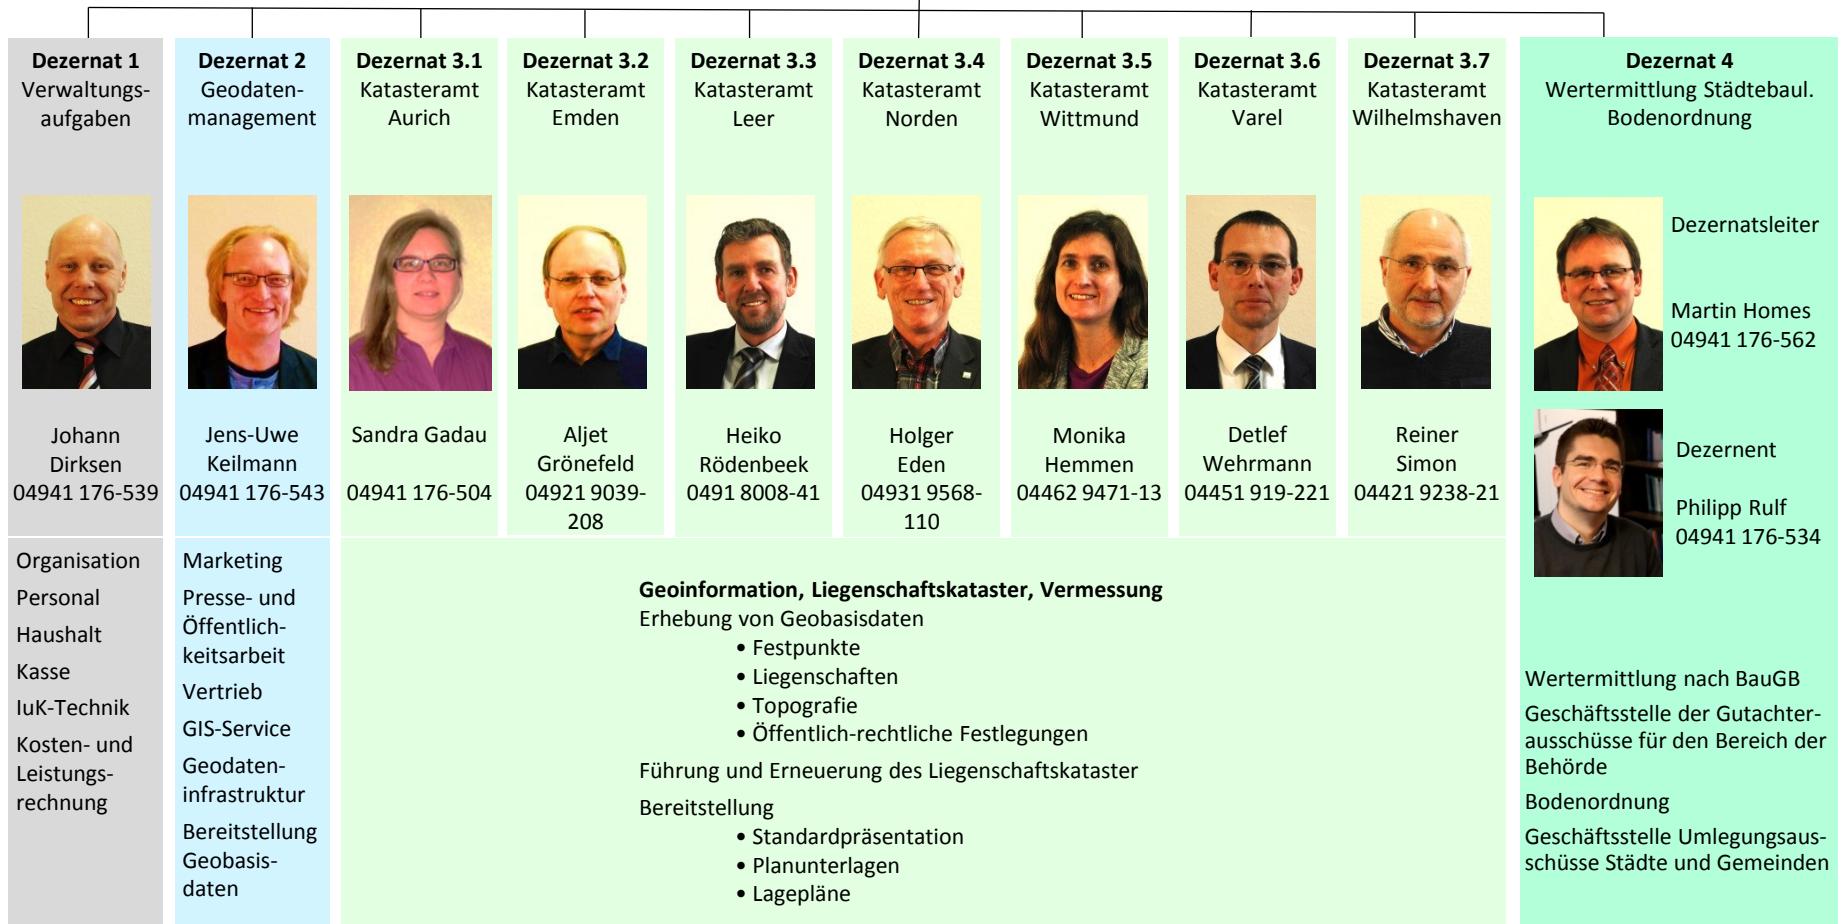 Dezernat 1
Verwaltungs-
aufgaben
Johann
Dirksen
04941 176-539
Organisation
Personal
Haushalt
Kasse
IuK-Technik
Kosten- und
Leistungs-
rechnung
Dezernat 2
Geodaten-
management
Jens-Uwe
Keilmann
04941 176-543
Marketing
Presse- und
Öffentlich-
keitsarbeit
Vertrieb
GIS-Service
Geodaten-
infrastruktur
Bereitstellung
Geobasis-
daten
Dezernat 3.1
Katasteramt
Aurich
Sandra Gadau
04941 176-504
Dezernat 3.2
Katasteramt
Emden
Aljet
Grönefeld
04921 9039-
208
Dezernat 3.3
Katasteramt
Leer
Heiko
Rödenbeek
0491 8008-41
Dezernat 3.4
Katasteramt
Norden
Holger
Eden
04931 9568-
110
Dezernat 3.5
Katasteramt
Wittmund
Monika
Hemmen
04462 9471-13
Dezernat 3.6
Katasteramt
Varel
Detlef
Wehrmann
04451 919-221
Dezernat 3.7
Katasteramt
Wilhelmshaven
Reiner
Simon
04421 9238-21
Geoinformation, Liegenschaftskataster, Vermessung
Erhebung von Geobasisdaten
• Festpunkte
• Liegenschaften
• Topografie
• Öffentlich-rechtliche Festlegungen
Führung und Erneuerung des Liegenschaftskataster
Bereitstellung
• Standardpräsentation
• Planunterlagen
• Lagepläne
Dezernat 4
Wertermittlung Städtebaul.
Bodenordnung
Dezernatsleiter
Martin Homes
04941 176-562
Dezernent
Philipp Rulf
04941 176-534
Wertermittlung nach BauGB
Geschäftsstelle der Gutachter-
ausschüsse für den Bereich der
Behörde
Bodenordnung
Geschäftsstelle Umlegungsaus-
schüsse Städte und Gemeinden